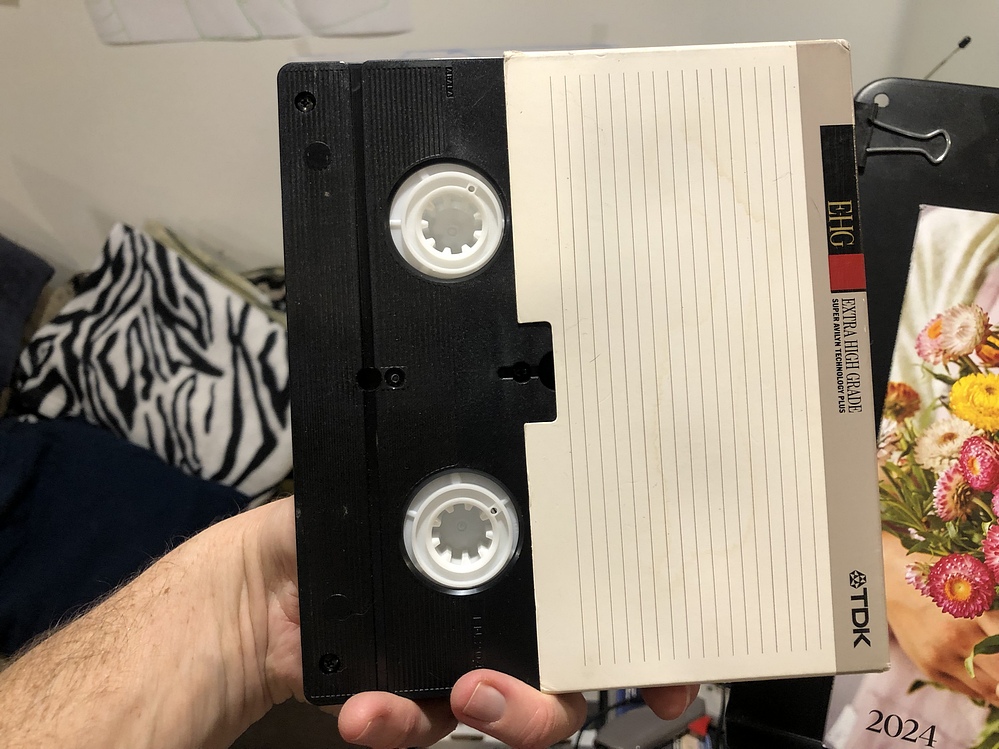 EHG
EXTRA HIGH GRADE
SUPER AVILYN TECHNOLOGY PLUS
TDK
2024